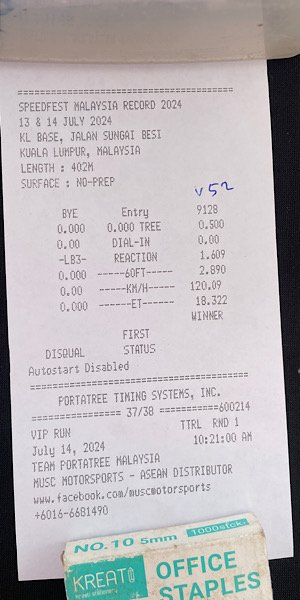 ===================================
SPEEDFEST MALAYSIA RECORD 2024
13 & 14 JULY 2024
KL BASE, JALAN SUNGAI BESI
KUALA LUMPUR, MALAYSIA
LENGTH : 402M
SURFACE : NO-PREP
V52
BYE Entry 9128
0.000 0.000 TREE 0.500
0.00 DIAL-IN 0.00
-LB3- REACTION 1.609
0.000 ------60FT----- 2.890
0.00 -----KM/H----- 120.09
0.000 ------ET----- 18.322
WINNER
FIRST
DISQUAL STATUS
Autostart Disabled
===================================
PORTATREE TIMING SYSTEMS, INC.
============== 37/38 ==========600214
VIP RUN TTRL RND 1
July 14, 2024 10:21:00 AM
TEAM PORTATREE MALAYSIA
MUSC MOTORSPORTS - ASEAN DISTRIBUTOR
www.facebook.com/muscmotorsports
+6016-6681490
NO.10 5mm 1000stck.
KREATO
OFFICE
STAPLES